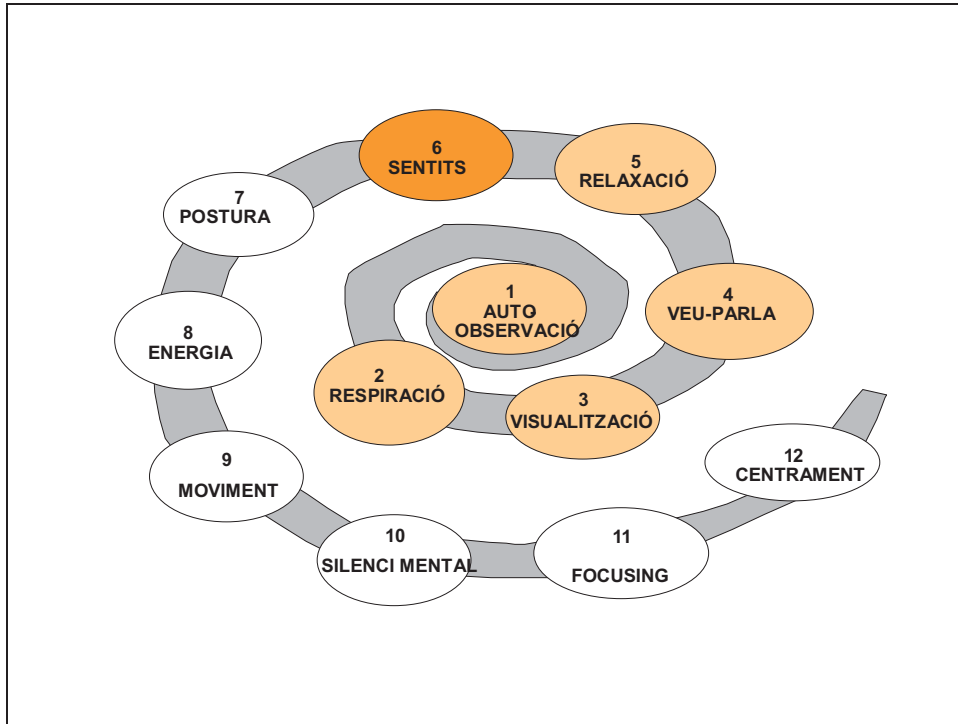 1
AUTO
OBSERVACIÓ
2
RESPIRACIÓ
3
VISUALITZACIÓ
4
VEU-PARLA
5
RELAXACIÓ
6
SENTITS
7
POSTURA
8
ENERGIA
9
MOVIMENT
10
SILENCI MENTAL
11
FOCUSING
12
CENTRAMENT